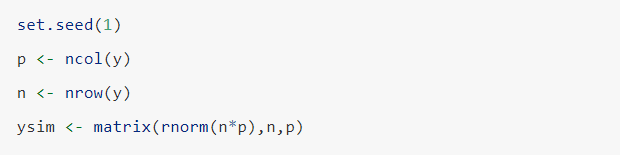 set.seed(1)
p <- ncol(y)
n <- nrow(y)
ysim <- matrix(rnorm(n*p),n,p)